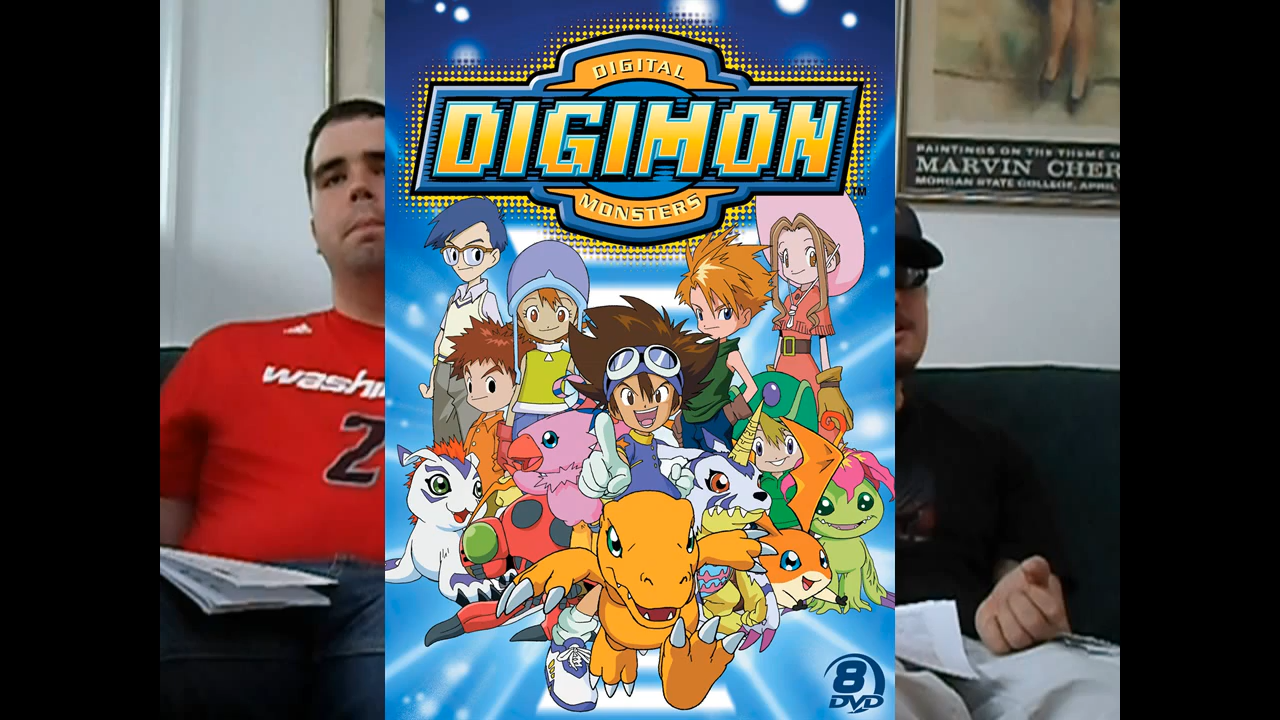 DIGITAL
DIGIMON
™
MONSTERS
PAINTINGS ON THE THEME O
MARVIN CHER
MORGAN STATE COLLEGE, APRIL
washi
2
8
DVD